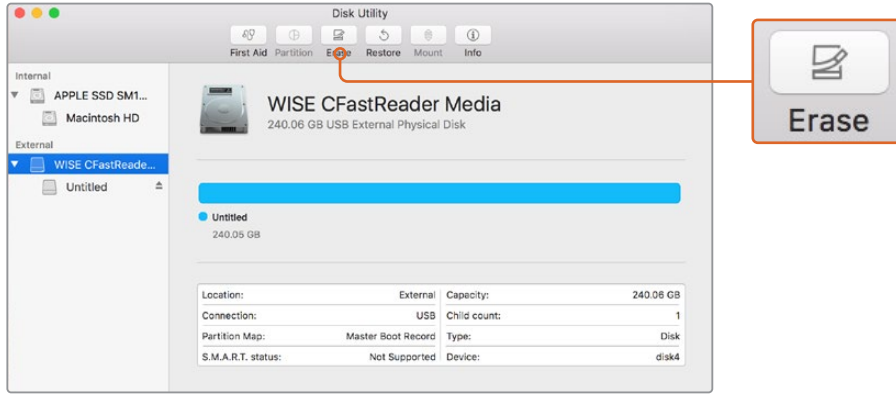 Disk Utility
First Aid Partition Erase Restore Mount Info
Erase
Internal
APPLE SSD SM1...
Macintosh HD
External
WISE CFastReade...
Untitled
WISE CFastReader Media
240.06 GB USB External Physical Disk
Untitled
240.05 GB
Location: External Capacity: 240.06 GB
Connection: USB Child count: 1
Partition Map: Master Boot Record Type: Disk
S.M.A.R.T. status: Not Supported Device: disk4